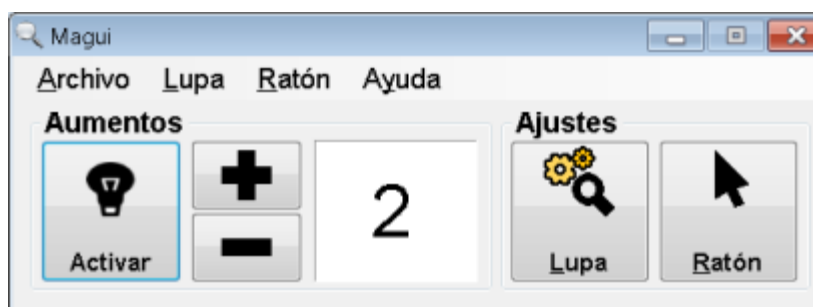 Magui
Archivo Lupa Ratón Ayuda
Aumentos Ajustes
2
Activar Lupa Ratón